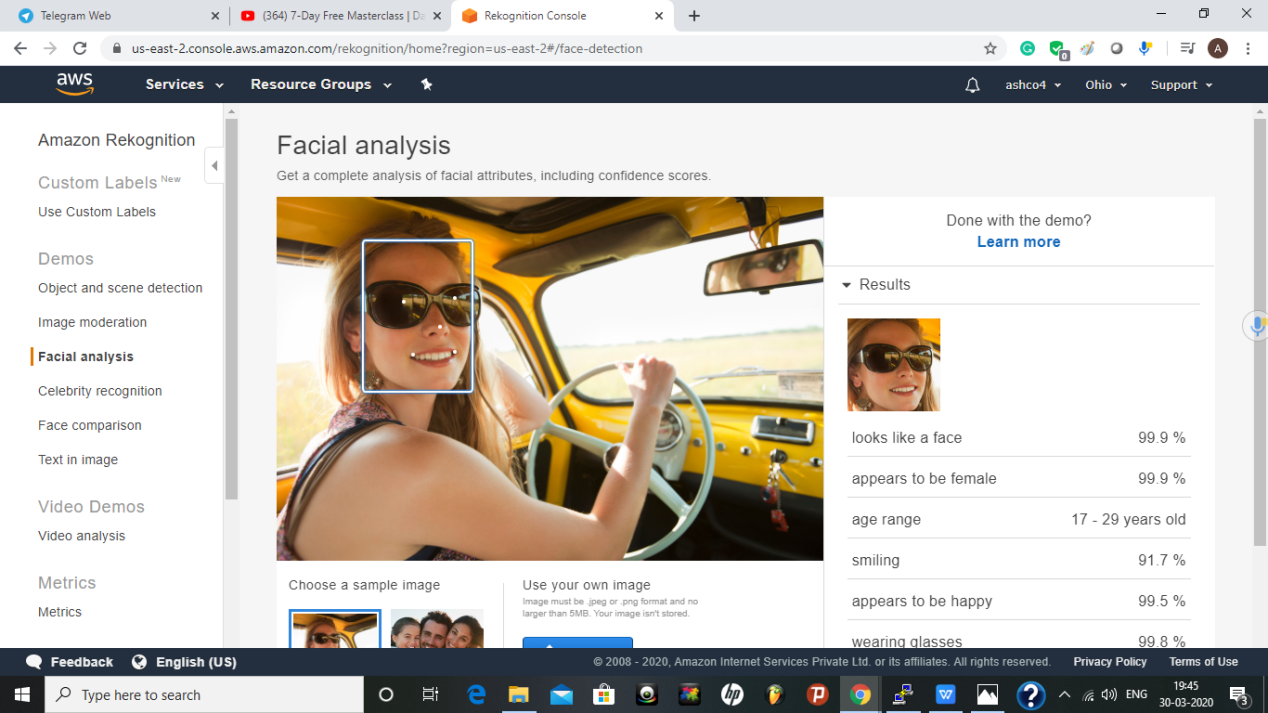 Telegram Web
(364) 7-Day Free Masterclass | Da
Rekognition Console
us-east-2.console.aws.amazon.com/rekognition/home?region=us-east-2#/face-detection
0
A
aws
Services
Resource Groups
ashco4
Ohio
Support
Amazon Rekognition
Custom Labels New
Use Custom Labels
Demos
Object and scene detection
Image moderation
Facial analysis
Celebrity recognition
Face comparison
Text in image
Video Demos
Video analysis
Metrics
Metrics
Facial analysis
Get a complete analysis of facial attributes, including confidence scores.
Choose a sample image
Use your own image
Image must be .jpeg or .png format and no
larger than 5MB. Your image isn't stored.
Done with the demo?
Learn more
Results
looks like a face 99.9 %
appears to be female 99.9 %
age range 17 - 29 years old
smiling 91.7 %
appears to be happy 99.5 %
wearing glasses 99.8 %
Feedback
English (US)
© 2008 - 2020, Amazon Internet Services Private Ltd. or its affiliates. All rights reserved.
Privacy Policy
Terms of Use
Type here to search
hp
P
W
?
ENG
19:45
30-03-2020
3